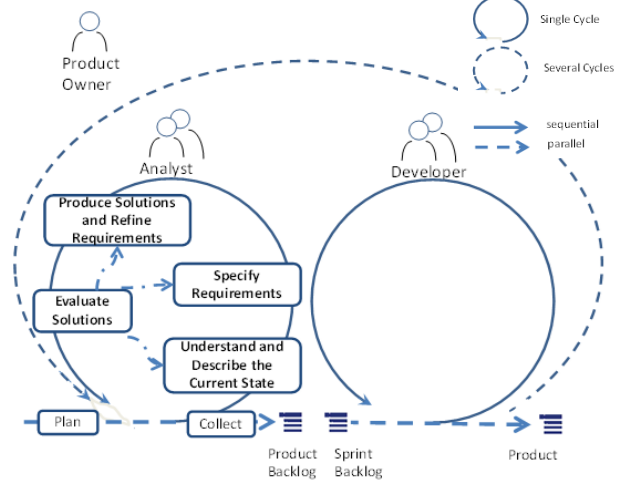 Single Cycle
Product
Owner
Several Cycles
sequential
parallel
Analyst
Developer
Produce Solutions
and Refine
Requirements
Specify
Requirements
Evaluate
Solutions
Understand and
Describe the
Current State
Plan
Collect
Product
Backlog
Sprint
Backlog
Product